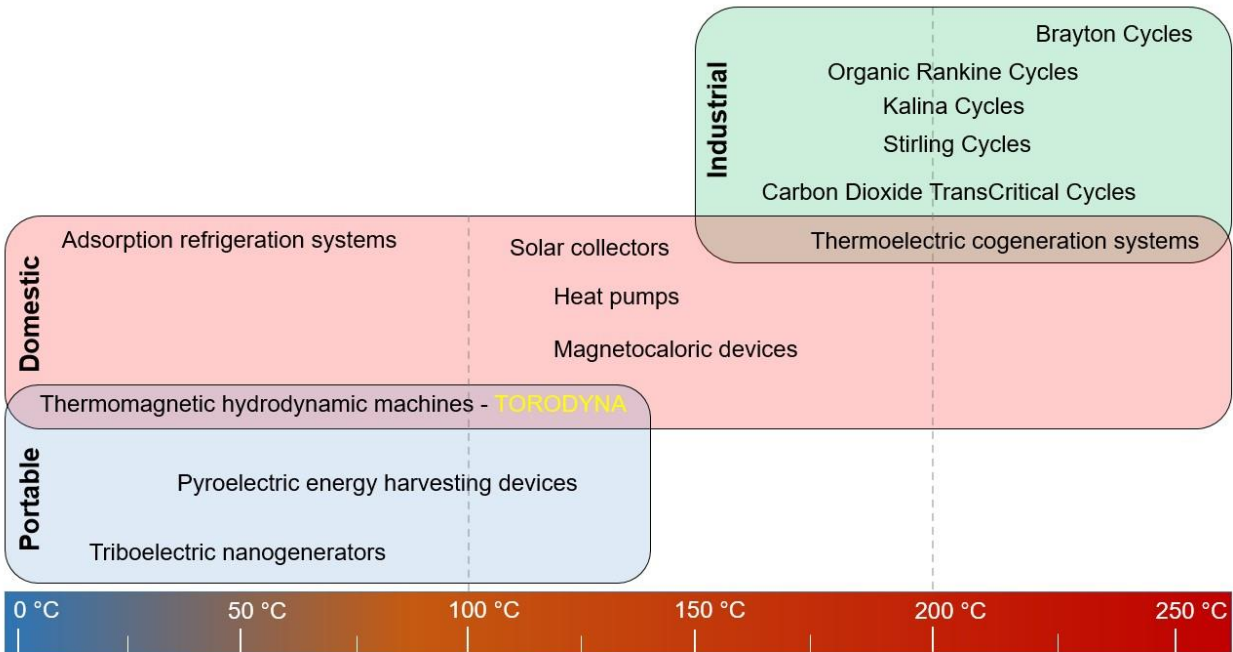 Industrial
Brayton Cycles
Organic Rankine Cycles
Kalina Cycles
Stirling Cycles
Carbon Dioxide TransCritical Cycles
Domestic
Adsorption refrigeration systems
Thermoelectric cogeneration systems
Solar collectors
Heat pumps
Magnetocaloric devices
Thermomagnetic hydrodynamic machines - TORODYNA
Portable
Pyroelectric energy harvesting devices
Triboelectric nanogenerators
0 °C 50 °C 100 °C 150 °C 200 °C 250 °C